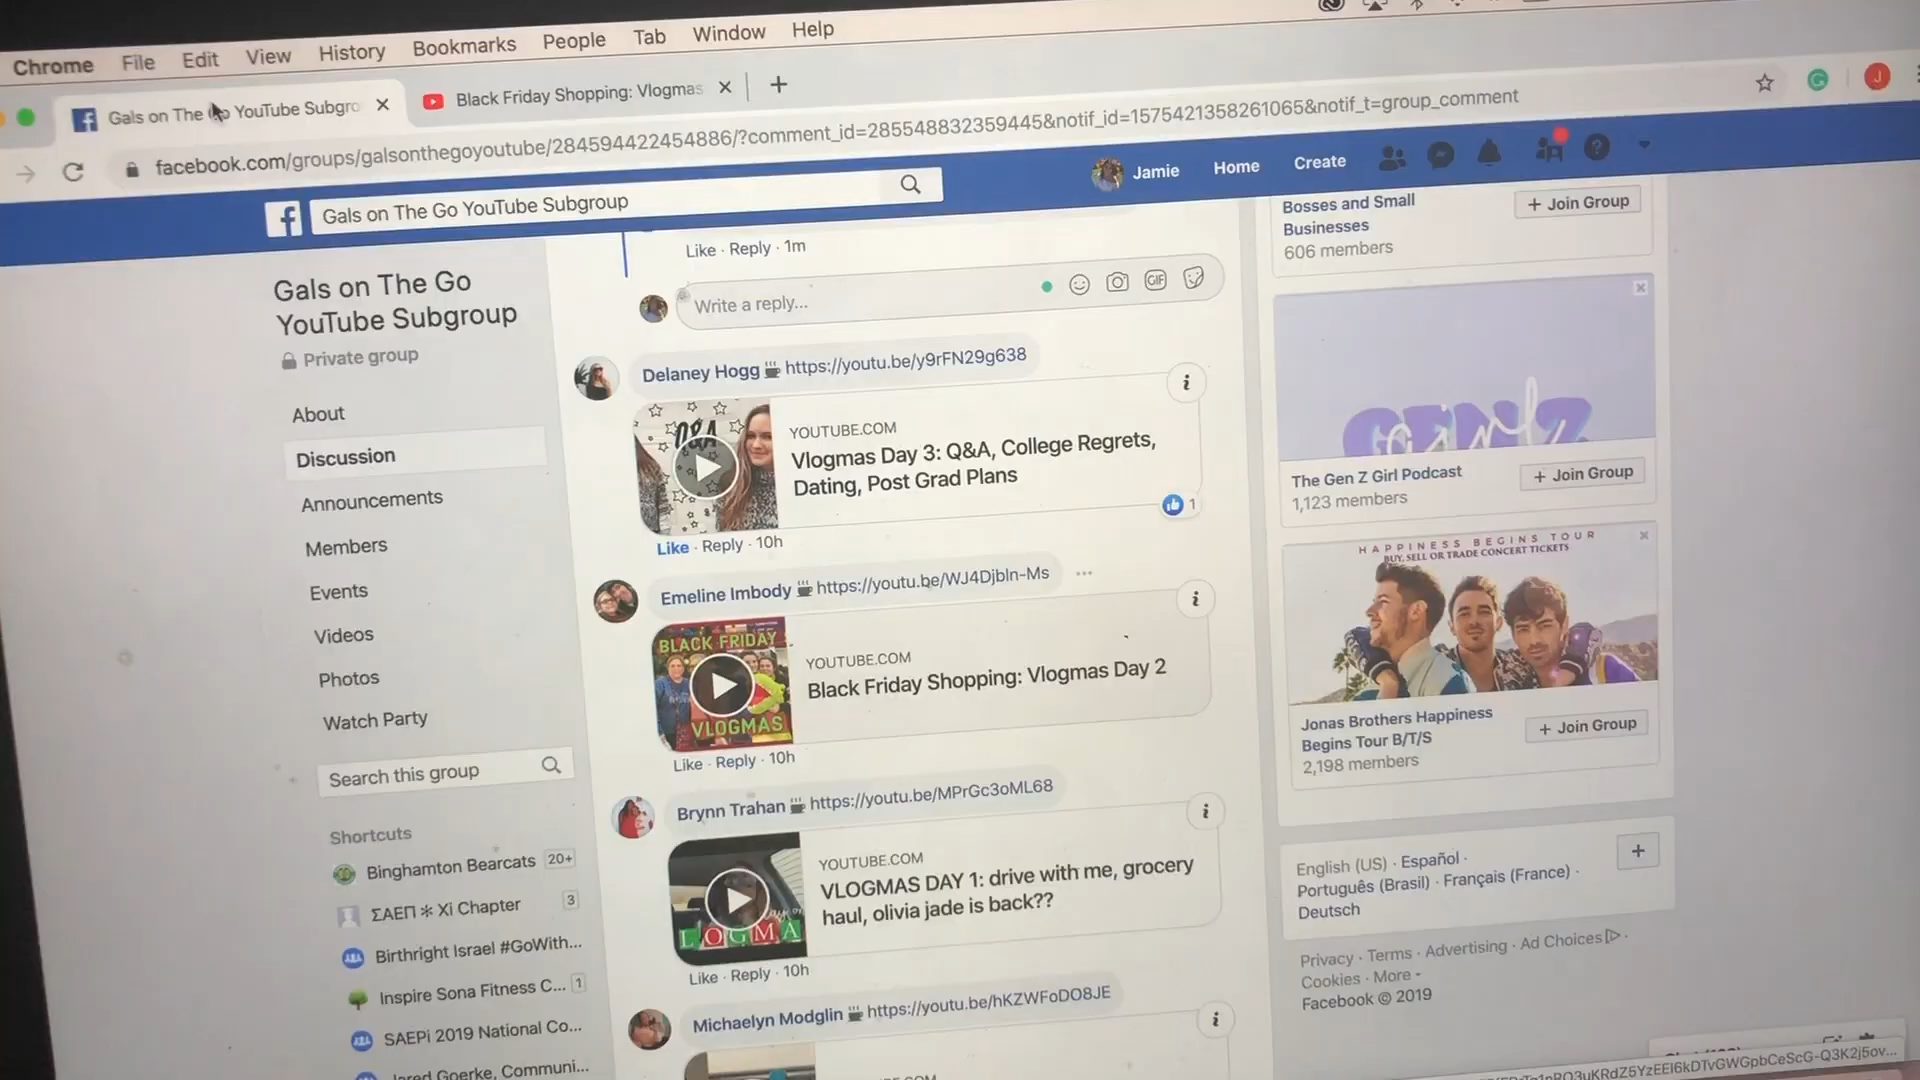 Chrome File Edit View History Bookmarks People Tab Window Help
Gals on The Go YouTube Subgro
Black Friday Shopping: Vlogmas
facebook.com/groups/galsonthegoyoutube/284594422454886/?comment_id=285548832359445&notif_id=1575421358261065&notif_t=group_comment
J
Gals on The Go YouTube Subgroup
Jamie Home Create
Gals on The Go
YouTube Subgroup
Private group
About
Discussion
Announcements
Members
Events
Videos
Photos
Watch Party
Search this group
Shortcuts
Binghamton Bearcats 20+
ΣΑΕΠ ✻ Xi Chapter 3
Birthright Israel #GoWith...
Inspire Sona Fitness C... 1
SAEPi 2019 National Co...
Jared Goerke, Communi...
Like · Reply · 1m
Write a reply...
GIF
Delaney Hogg ☕ https://youtu.be/y9rFN29g638
Q&A
YOUTUBE.COM
Vlogmas Day 3: Q&A, College Regrets,
Dating, Post Grad Plans
1
Like · Reply · 10h
Emeline Imbody ☕ https://youtu.be/WJ4Djbln-Ms
BLACK FRIDAY
VLOGMAS
YOUTUBE.COM
Black Friday Shopping: Vlogmas Day 2
Like · Reply · 10h
Brynn Trahan ☕ https://youtu.be/MPrGc3oML68
LOGMA
YOUTUBE.COM
VLOGMAS DAY 1: drive with me, grocery
haul, olivia jade is back??
Like · Reply · 10h
Michaelyn Modglin ☕ https://youtu.be/hKZWFoDO8JE
Bosses and Small
Businesses
606 members
+ Join Group
GENZ
girl
The Gen Z Girl Podcast
1,123 members
+ Join Group
HAPPINESS BEGINS TOUR
BUY, SELL OR TRADE CONCERT TICKETS
Jonas Brothers Happiness
Begins Tour B/T/S
2,198 members
+ Join Group
English (US) · Español ·
Português (Brasil) · Français (France) ·
Deutsch
Privacy · Terms · Advertising · Ad Choices ·
Cookies · More
Facebook © 2019